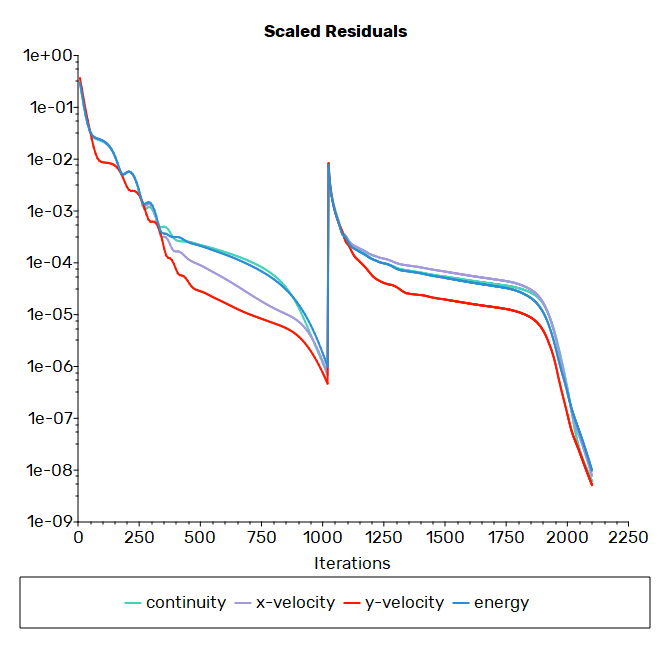 Scaled Residuals
1e+00
1e-01
1e-02
1e-03
1e-04
1e-05
1e-06
1e-07
1e-08
1e-09
0 250 500 750 1000 1250 1500 1750 2000 2250
Iterations
continuity x-velocity y-velocity energy